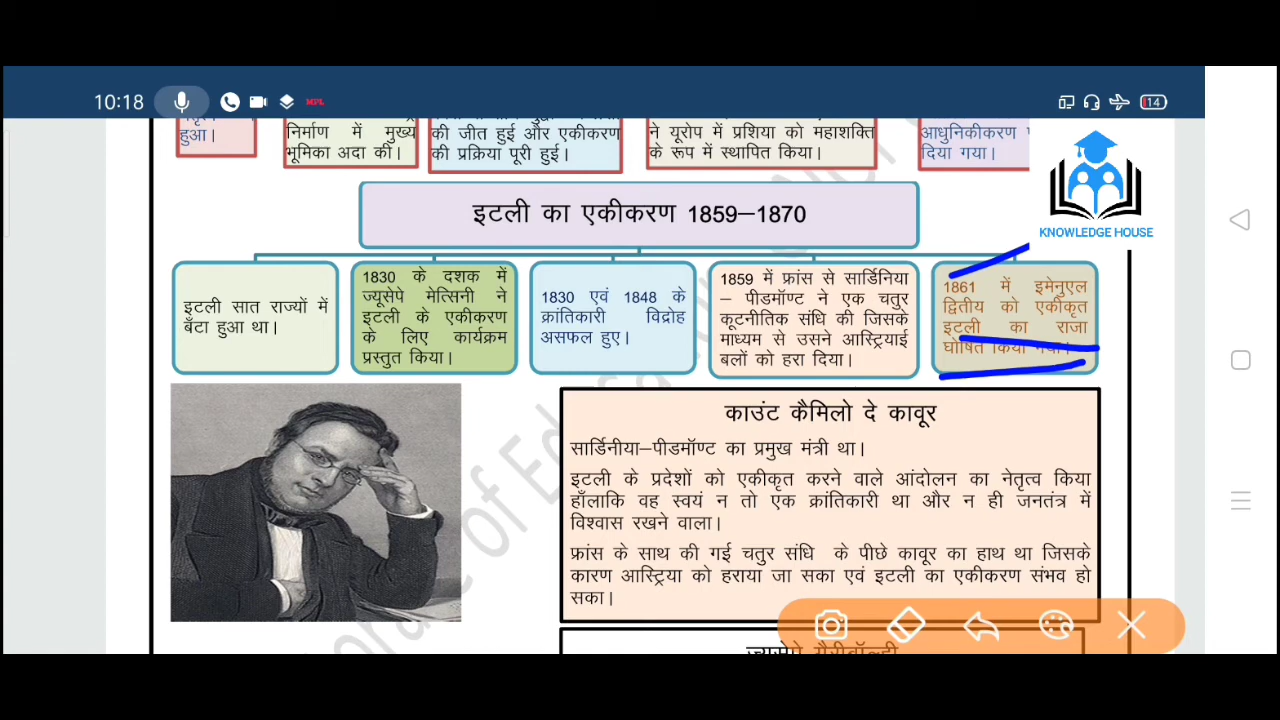 10:18
MPL
14
हुआ।
निर्माण में मुख्य
भूमिका अदा की।
की जीत हुई और एकीकरण
की प्रक्रिया पूरी हुई।
ने यूरोप में प्रशिया को महाशक्ति
के रूप में स्थापित किया।
आधुनिकीकरण
दिया गया।
KNOWLEDGE HOUSE
इटली का एकीकरण 1859–1870
इटली सात राज्यों में
बँटा हुआ था।
1830 के दशक में
ज्यूसेपे मेत्सिनी ने
इटली के एकीकरण
के लिए कार्यक्रम
प्रस्तुत किया।
1830 एवं 1848 के
क्रांतिकारी विद्रोह
असफल हुए।
1859 में फ्रांस से सार्डिनिया
– पीडमॉण्ट ने एक चतुर
कूटनीतिक संधि की जिसके
माध्यम से उसने आस्ट्रियाई
बलों को हरा दिया।
1861 में इमेनुएल
द्वितीय को एकीकृत
इटली का राजा
घोषित किया गया।
काउंट कैमिलो दे कावूर
सार्डिनीया–पीडमॉण्ट का प्रमुख मंत्री था।
इटली के प्रदेशों को एकीकृत करने वाले आंदोलन का नेतृत्व किया
हाँलाकि वह स्वयं न तो एक क्रांतिकारी था और न ही जनतंत्र में
विश्वास रखने वाला।
फ्रांस के साथ की गई चतुर संधि के पीछे कावूर का हाथ था जिसके
कारण आस्ट्रिया को हराया जा सका एवं इटली का एकीकरण संभव हो
सका।
ज्यूसेपे गैरीबॉल्डी